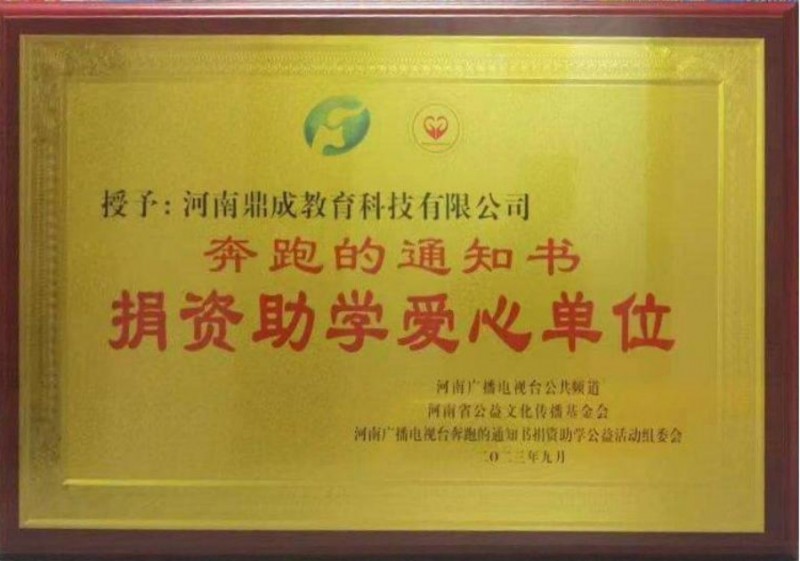 授予：河南鼎成教育科技有限公司
奔跑的通知书
捐资助学爱心单位
河南广播电视台公共频道
河南省公益文化传播基金会
河南广播电视台奔跑的通知书捐资助学公益活动组委会
二〇二三年九月